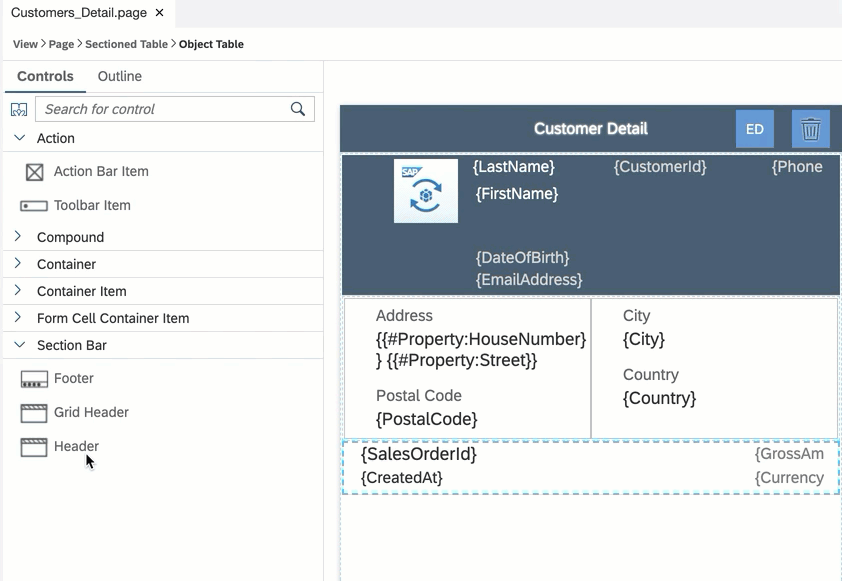 Customers_Detail.page ×
View > Page > Sectioned Table > Object Table
Controls Outline
Search for control
Action
Action Bar Item
Toolbar Item
Compound
Container
Container Item
Form Cell Container Item
Section Bar
Footer
Grid Header
Header
Customer Detail ED
SAP
{LastName} {CustomerId} {Phone
{FirstName}
{DateOfBirth}
{EmailAddress}
Address
{{#Property:HouseNumber}
} {{#Property:Street}}
Postal Code
{PostalCode}
City
{City}
Country
{Country}
{SalesOrderId} {GrossAm
{CreatedAt} {Currency